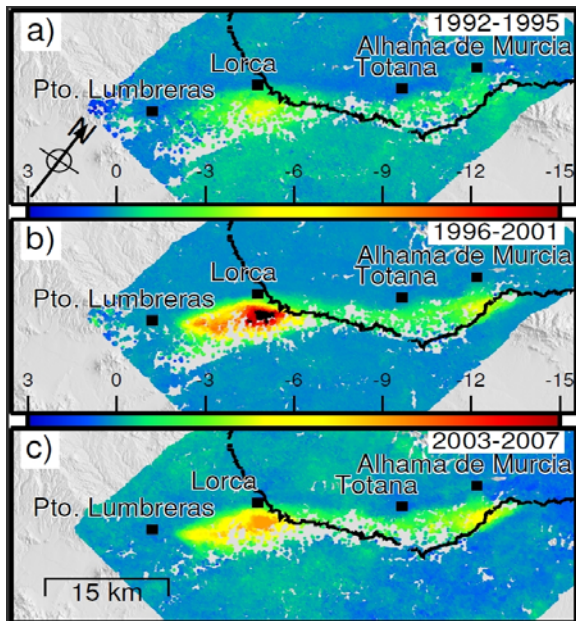 a)
1992-1995
Alhama de Murcia
Lorca
Totana
Pto. Lumbreras
N
3 0 -3 -6 -9 -12 -15
b)
1996-2001
Alhama de Murcia
Lorca
Totana
Pto. Lumbreras
3 0 -3 -6 -9 -12 -15
c)
2003-2007
Alhama de Murcia
Lorca
Totana
Pto. Lumbreras
15 km